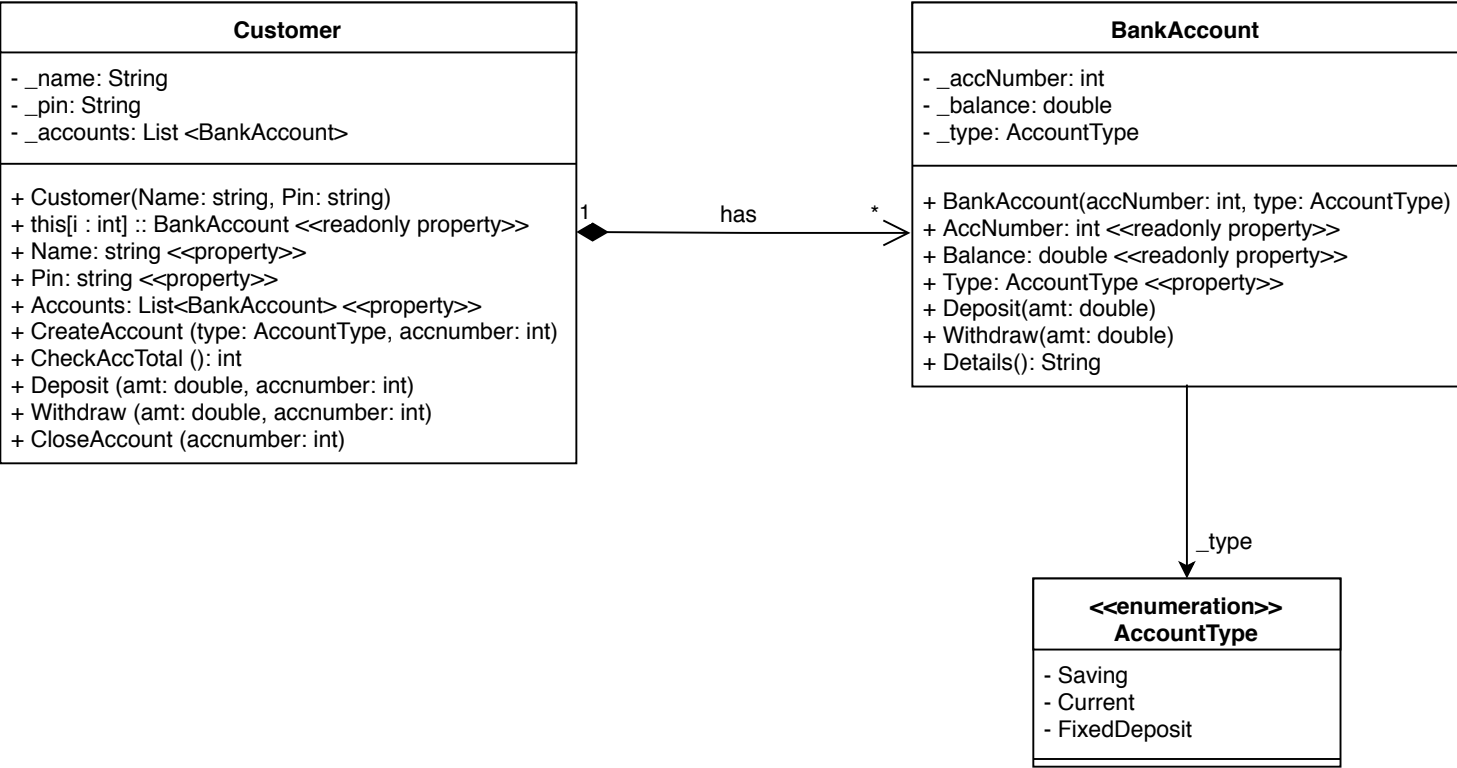 Customer
- _name: String
- _pin: String
- _accounts: List <BankAccount>
+ Customer(Name: string, Pin: string)
+ this[i : int] :: BankAccount <<readonly property>>
+ Name: string <<property>>
+ Pin: string <<property>>
+ Accounts: List<BankAccount> <<property>>
+ CreateAccount (type: AccountType, accnumber: int)
+ CheckAccTotal (): int
+ Deposit (amt: double, accnumber: int)
+ Withdraw (amt: double, accnumber: int)
+ CloseAccount (accnumber: int)
1
has
*
BankAccount
- _accNumber: int
- _balance: double
- _type: AccountType
+ BankAccount(accNumber: int, type: AccountType)
+ AccNumber: int <<readonly property>>
+ Balance: double <<readonly property>>
+ Type: AccountType <<property>>
+ Deposit(amt: double)
+ Withdraw(amt: double)
+ Details(): String
_type
<<enumeration>>
AccountType
- Saving
- Current
- FixedDeposit